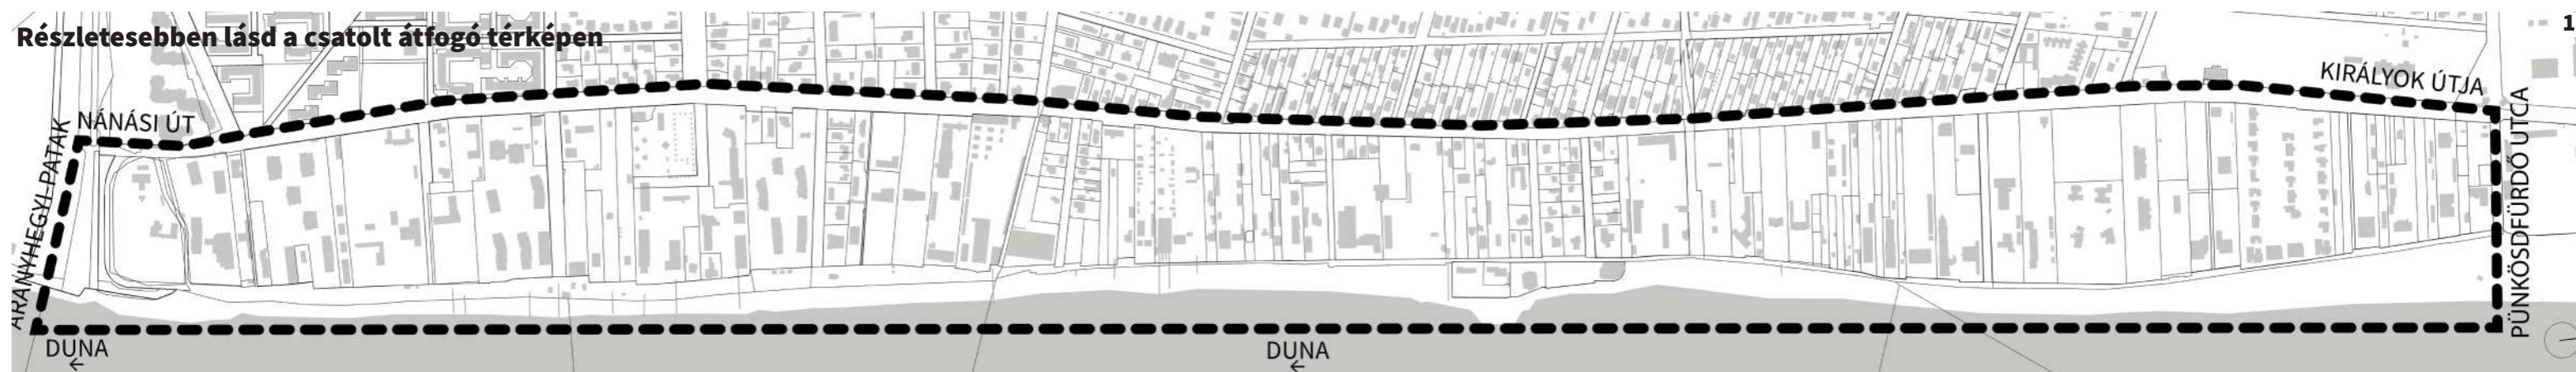 Részletesebben lásd a csatolt átfogó térképen
1
KIRÁLYOK ÚTJA
NÁNÁSI ÚT
ARANYHEGYI PATAK
PÜNKÖSDFÜRDŐ UTCA
DUNA
←
DUNA
←